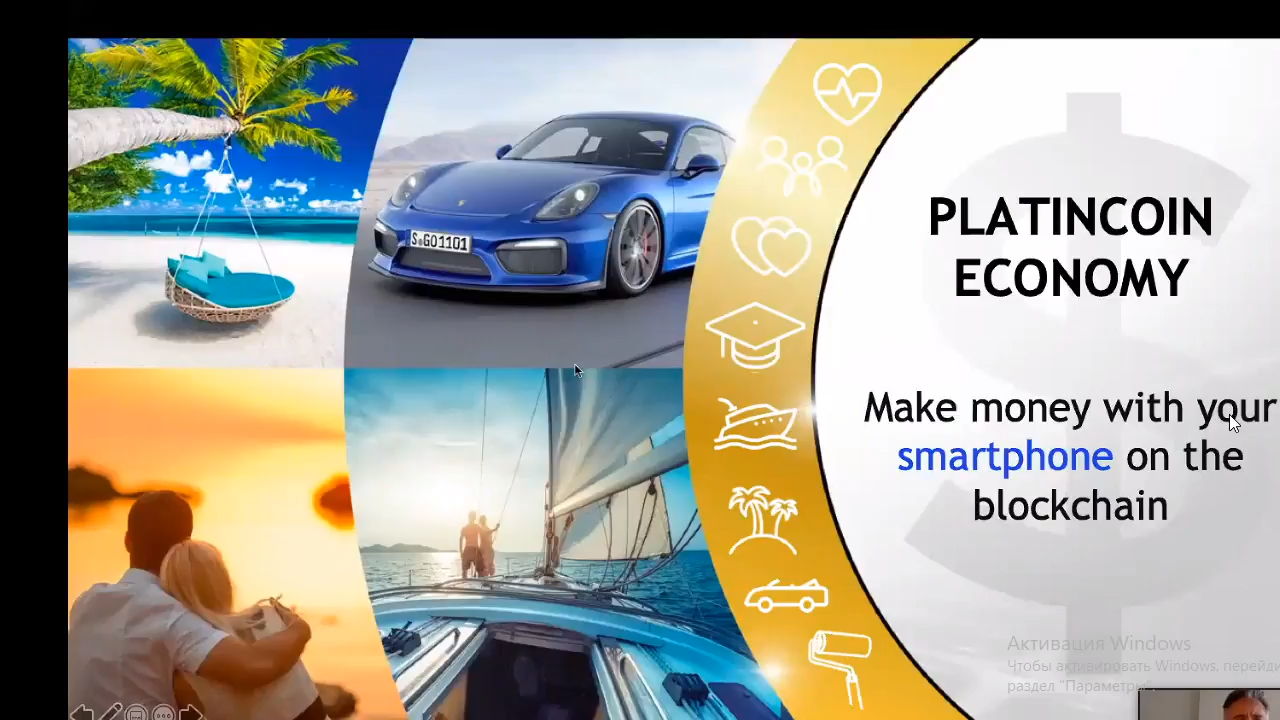 S GO1101
PLATINCOIN
ECONOMY
Make money with your
smartphone on the
blockchain
Активация Windows
Чтобы активировать Windows, перейди
раздел "Параметры".